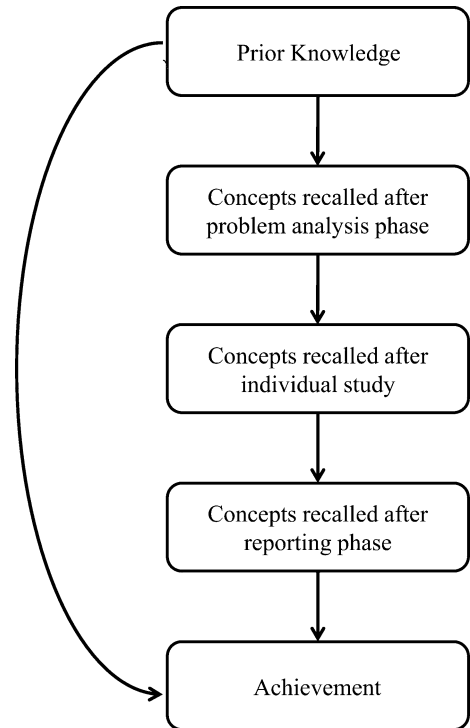 Prior Knowledge
Concepts recalled after
problem analysis phase
Concepts recalled after
individual study
Concepts recalled after
reporting phase
Achievement